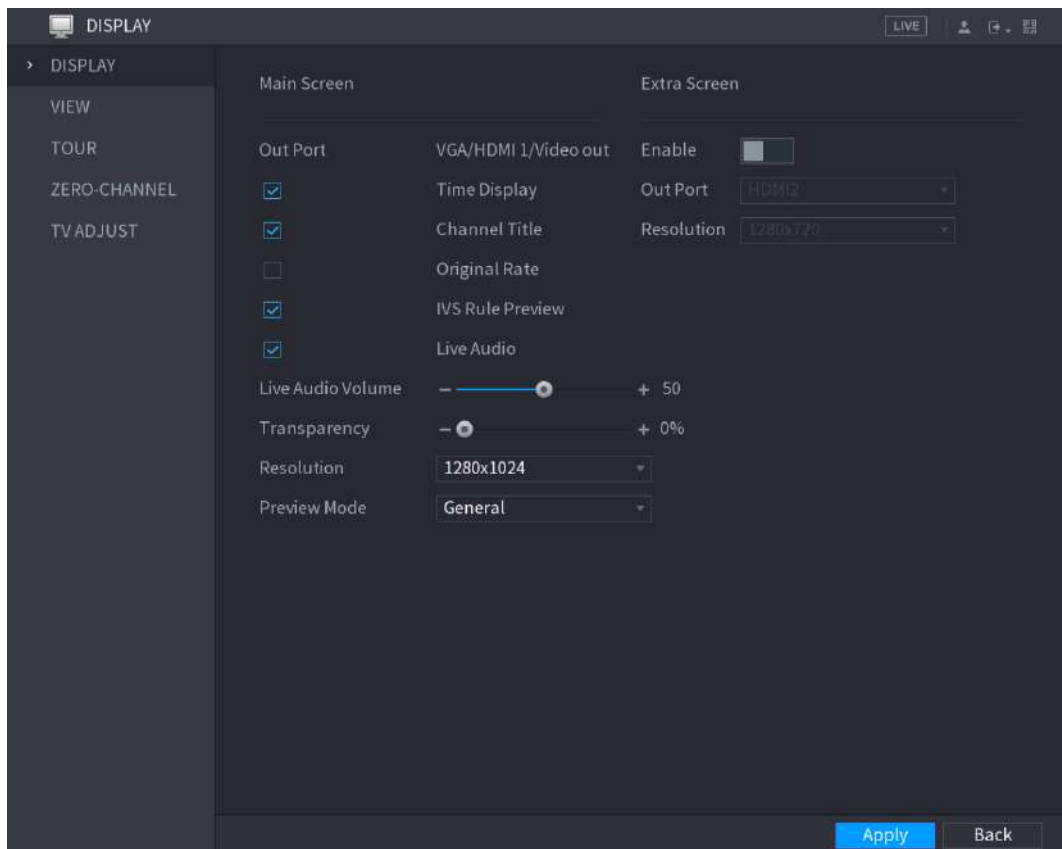 DISPLAY
LIVE
DISPLAY
VIEW
TOUR
ZERO-CHANNEL
TV ADJUST
Main Screen
Out Port VGA/HDMI 1/Video out
Time Display
Channel Title
Original Rate
IVS Rule Preview
Live Audio
Live Audio Volume − + 50
Transparency − + 0%
Resolution 1280x1024
Preview Mode General
Extra Screen
Enable
Out Port HDMI2
Resolution 1280x720
Apply Back